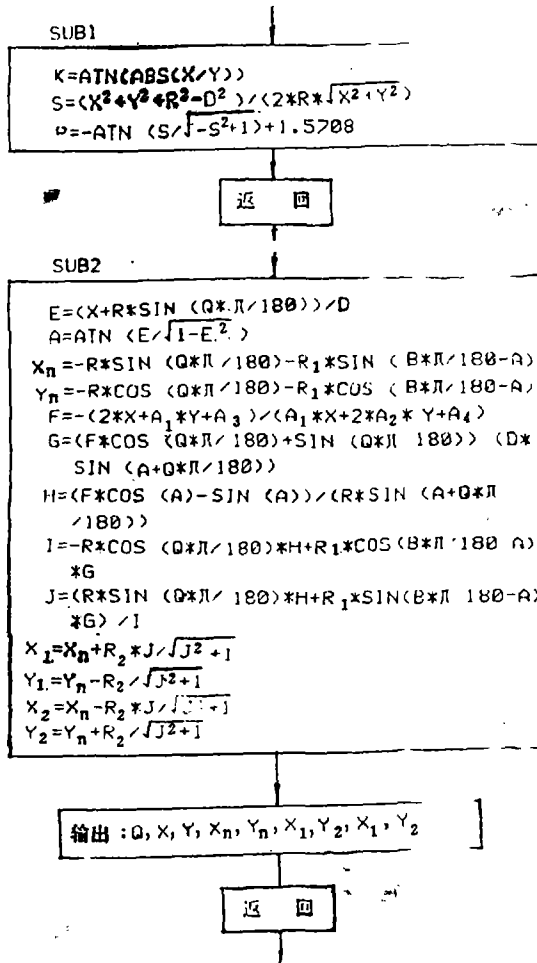 SUB1
K=ATN(ABS(X/Y))
S=(X²+Y²+R²-D²)/(2*R*√X²+Y²)
=-ATN (S/√-S²+1)+1.5708
返 回
SUB2
E=(X+R*SIN (Q*π/180))/D
A=ATN (E/√1-E²)
Xn=-R*SIN (Q*π/180)-R₁*SIN (B*π/180-A)
Yn=-R*COS (Q*π/180)-R₁*COS (B*π/180-A)
F=-(2*X+A₁*Y+A₃)/(A₁*X+2*A₂*Y+A₄)
G=(F*COS (Q*π/180)+SIN (Q*π 180)) (D*
SIN (A+Q*π/180))
H=(F*COS (A)-SIN (A))/(R*SIN (A+Q*π
/180))
I=-R*COS (Q*π/180)*H+R₁*COS(B*π 180 A)
*G
J=(R*SIN (Q*π/ 180)*H+R₁*SIN(B*π 180-A)
*G) /I
X₁=Xn+R₂*J/√J²+1
Y₁=Yn-R₂/√J²+1
X₂=Xn-R₂*J/√J²+1
Y₂=Yn+R₂/√J²+1
输出:Q, X, Y, Xn, Yn, X₁, Y₂, X₁, Y₂
返 回